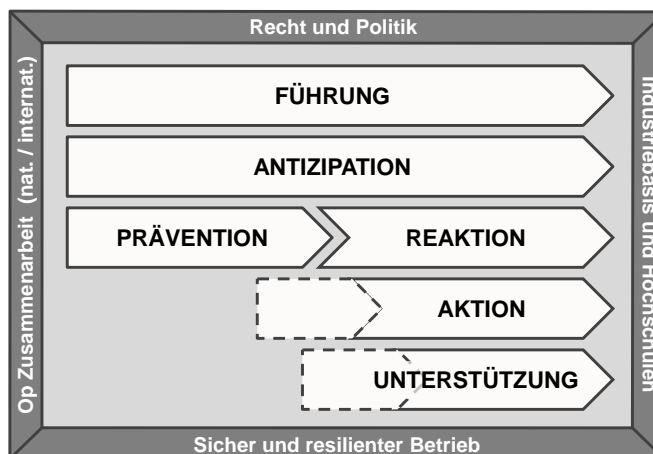 Recht und Politik
Op Zusammenarbeit (nat. / internat.)
FÜHRUNG
ANTIZIPATION
PRÄVENTION
REAKTION
AKTION
UNTERSTÜTZUNG
Industriebasis und Hochschulen
Sicher und resilienter Betrieb